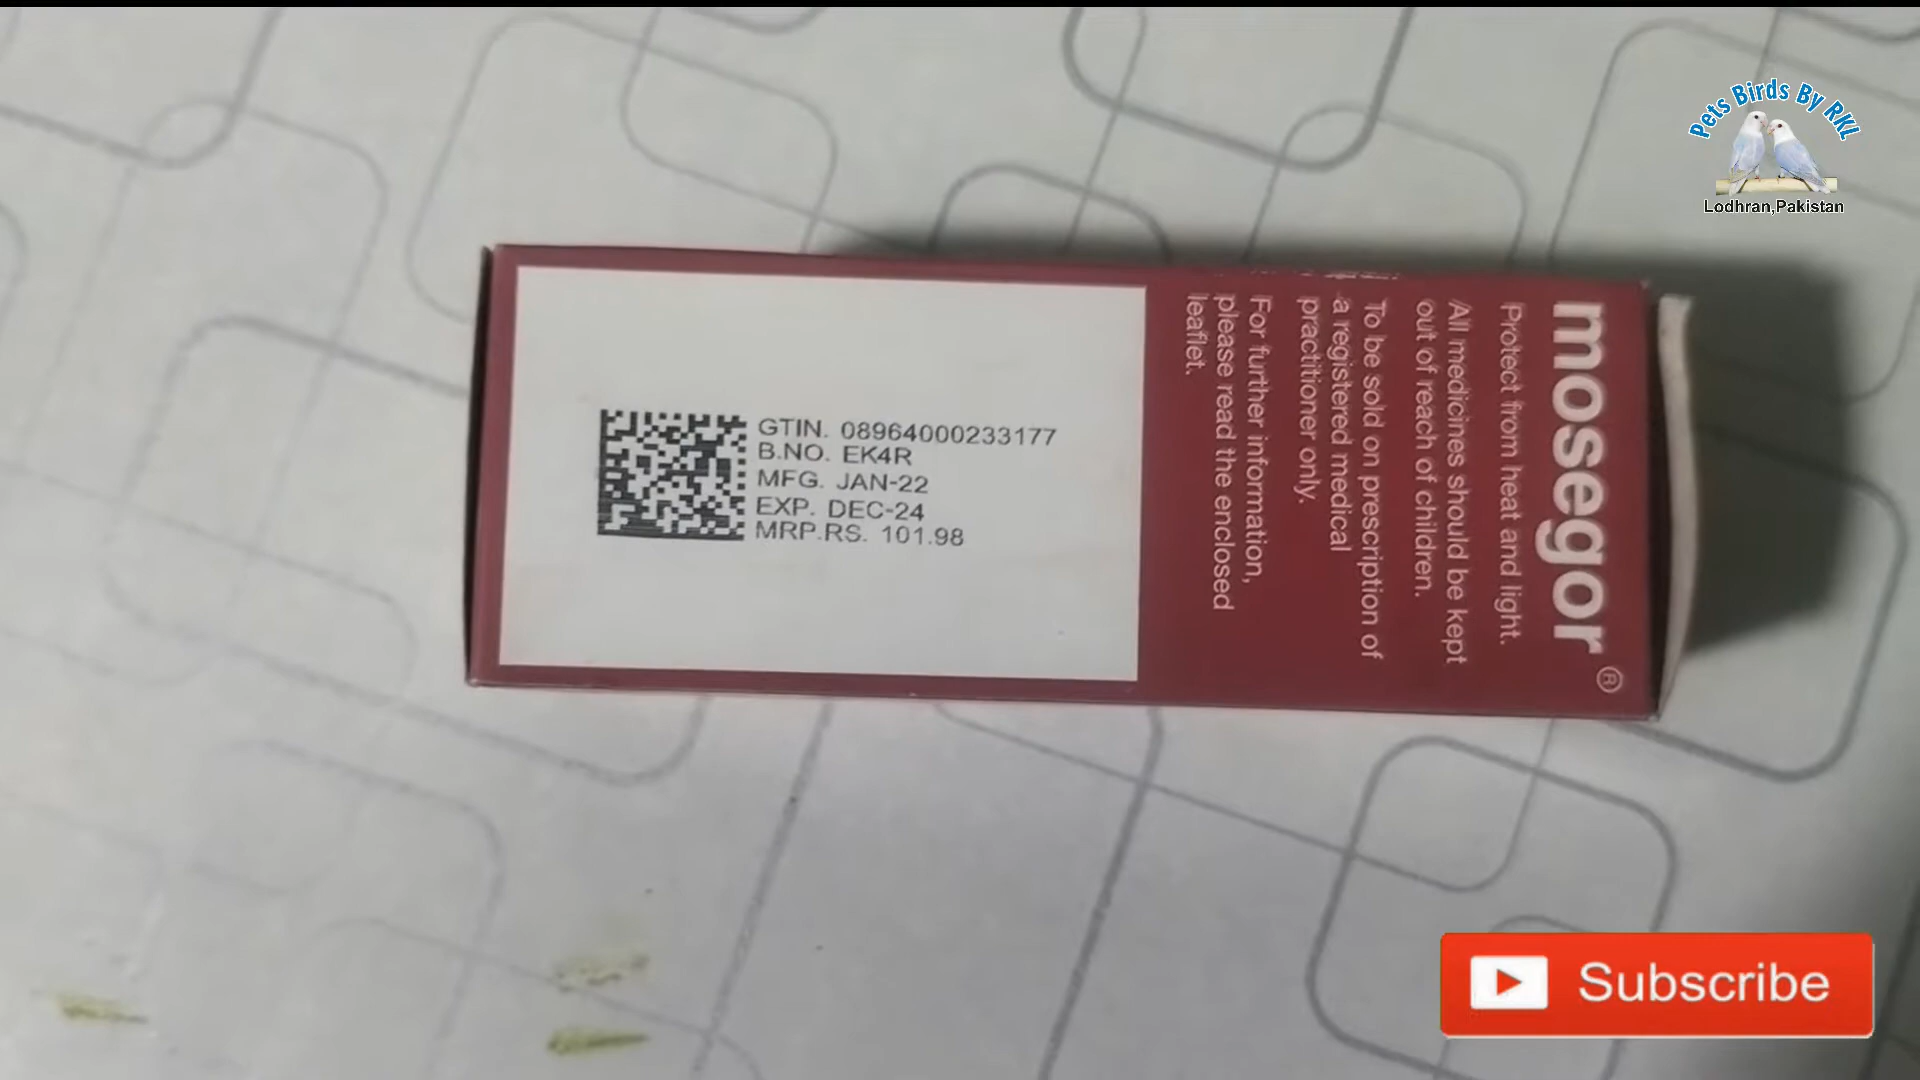 Pets Birds By RKL
Lodhran,Pakistan
mosegor®
Protect from heat and light.
All medicines should be kept
out of reach of children.
To be sold on prescription of
a registered medical
practitioner only.
For further information,
please read the enclosed
leaflet.
GTIN. 08964000233177
B.NO. EK4R
MFG. JAN-22
EXP. DEC-24
MRP.RS. 101.98
Subscribe